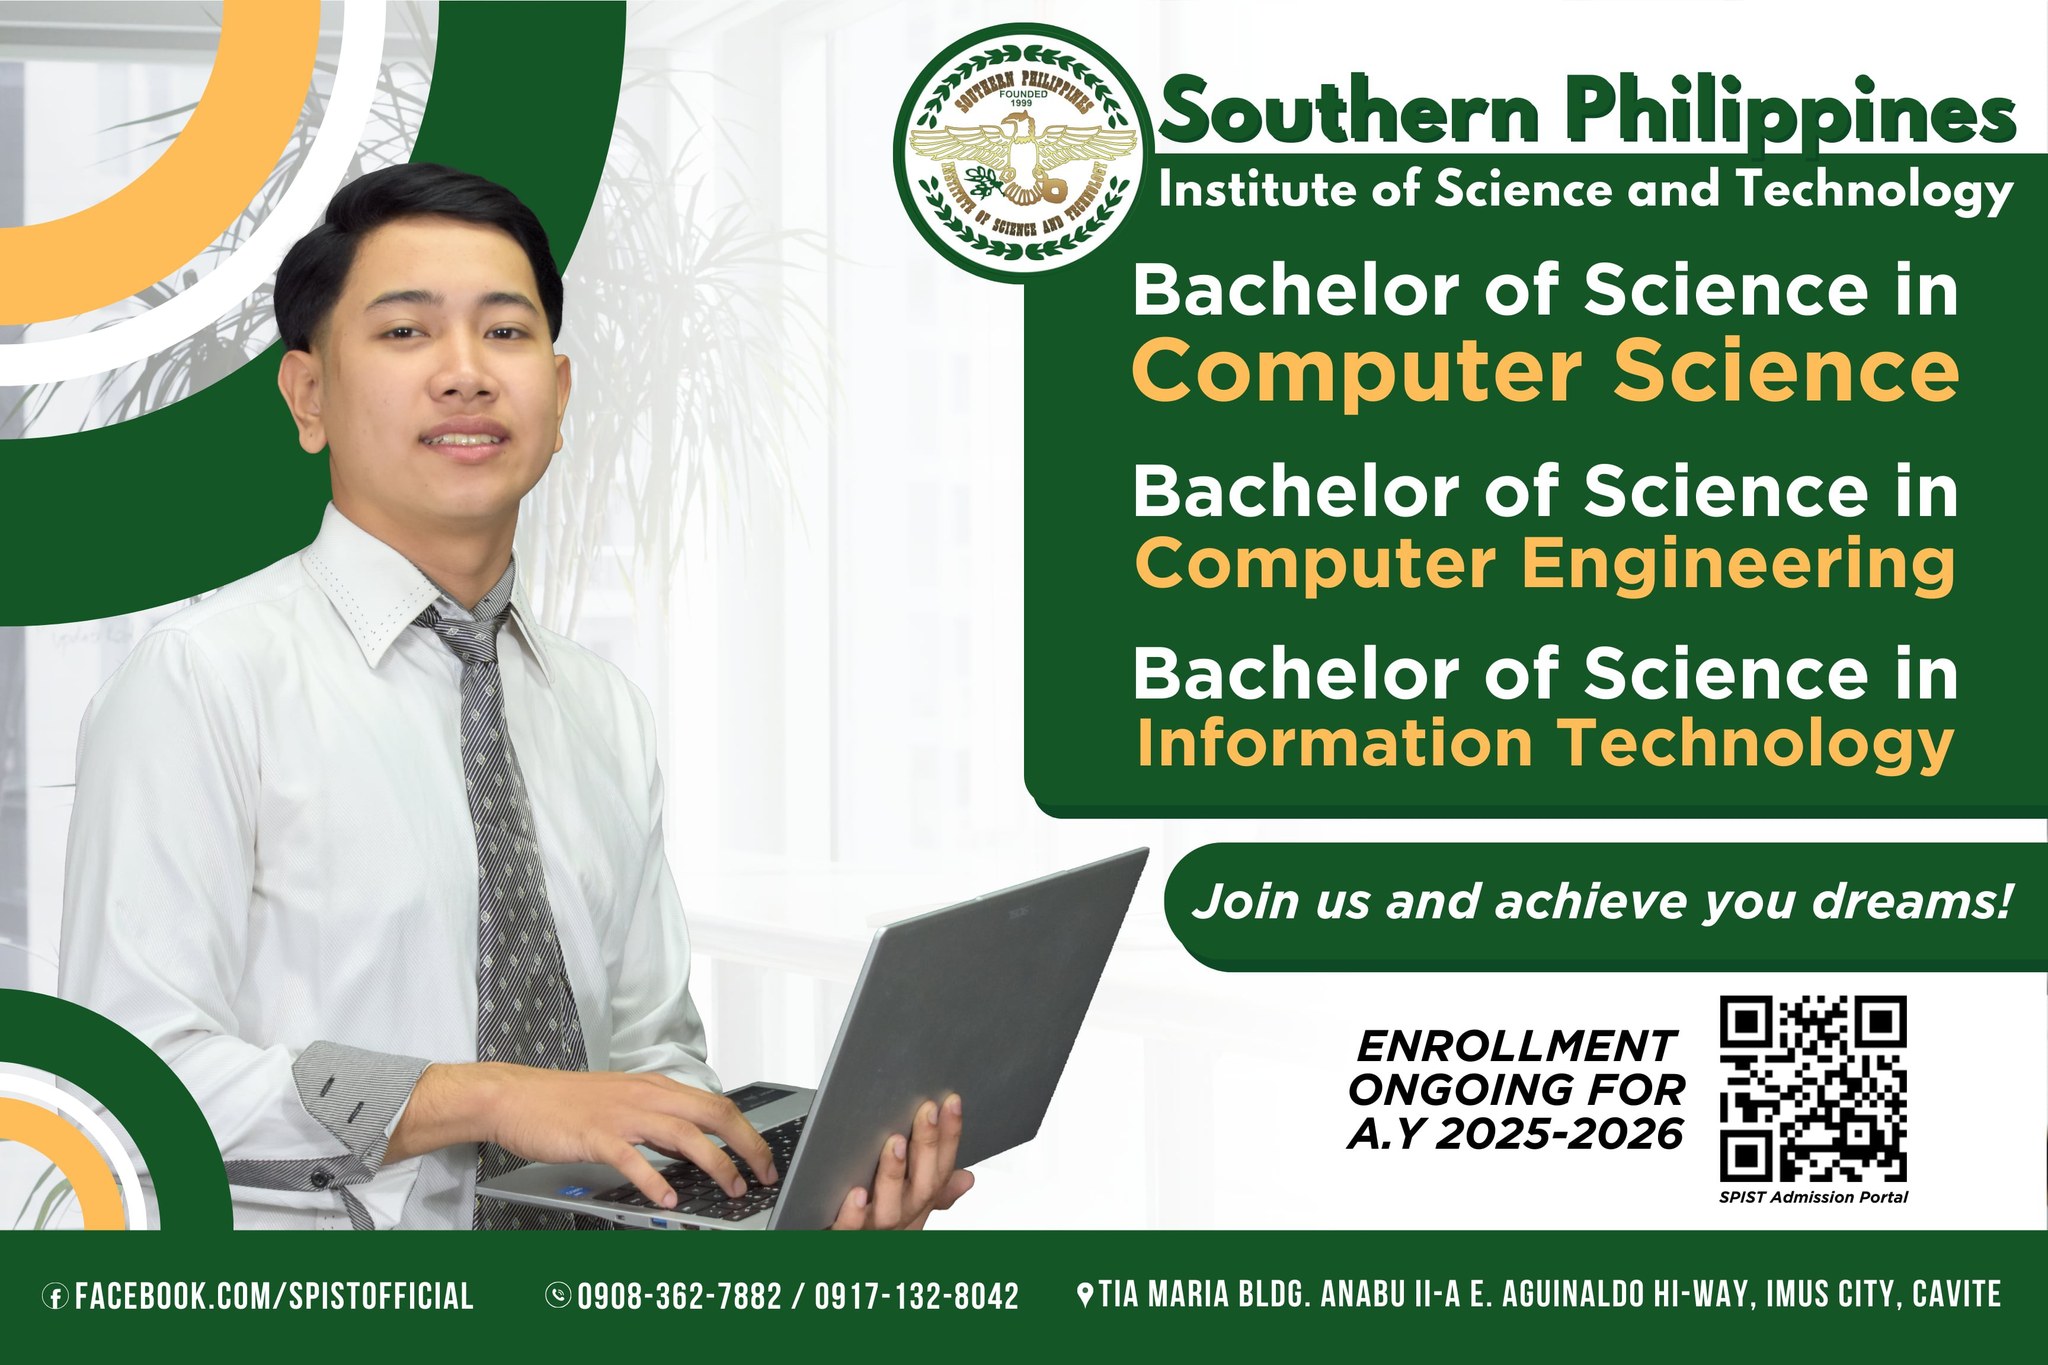 SOUTHERN PHILIPPINES
FOUNDED
1999
INSTITUTE OF SCIENCE AND TECHNOLOGY
Southern Philippines
Institute of Science and Technology
Bachelor of Science in
Computer Science
Bachelor of Science in
Computer Engineering
Bachelor of Science in
Information Technology
Join us and achieve you dreams!
ENROLLMENT
ONGOING FOR
A.Y 2025-2026
SPIST Admission Portal
FACEBOOK.COM/SPISTOFFICIAL
0908-362-7882 / 0917-132-8042
TIA MARIA BLDG. ANABU II-A E. AGUINALDO HI-WAY, IMUS CITY, CAVITE